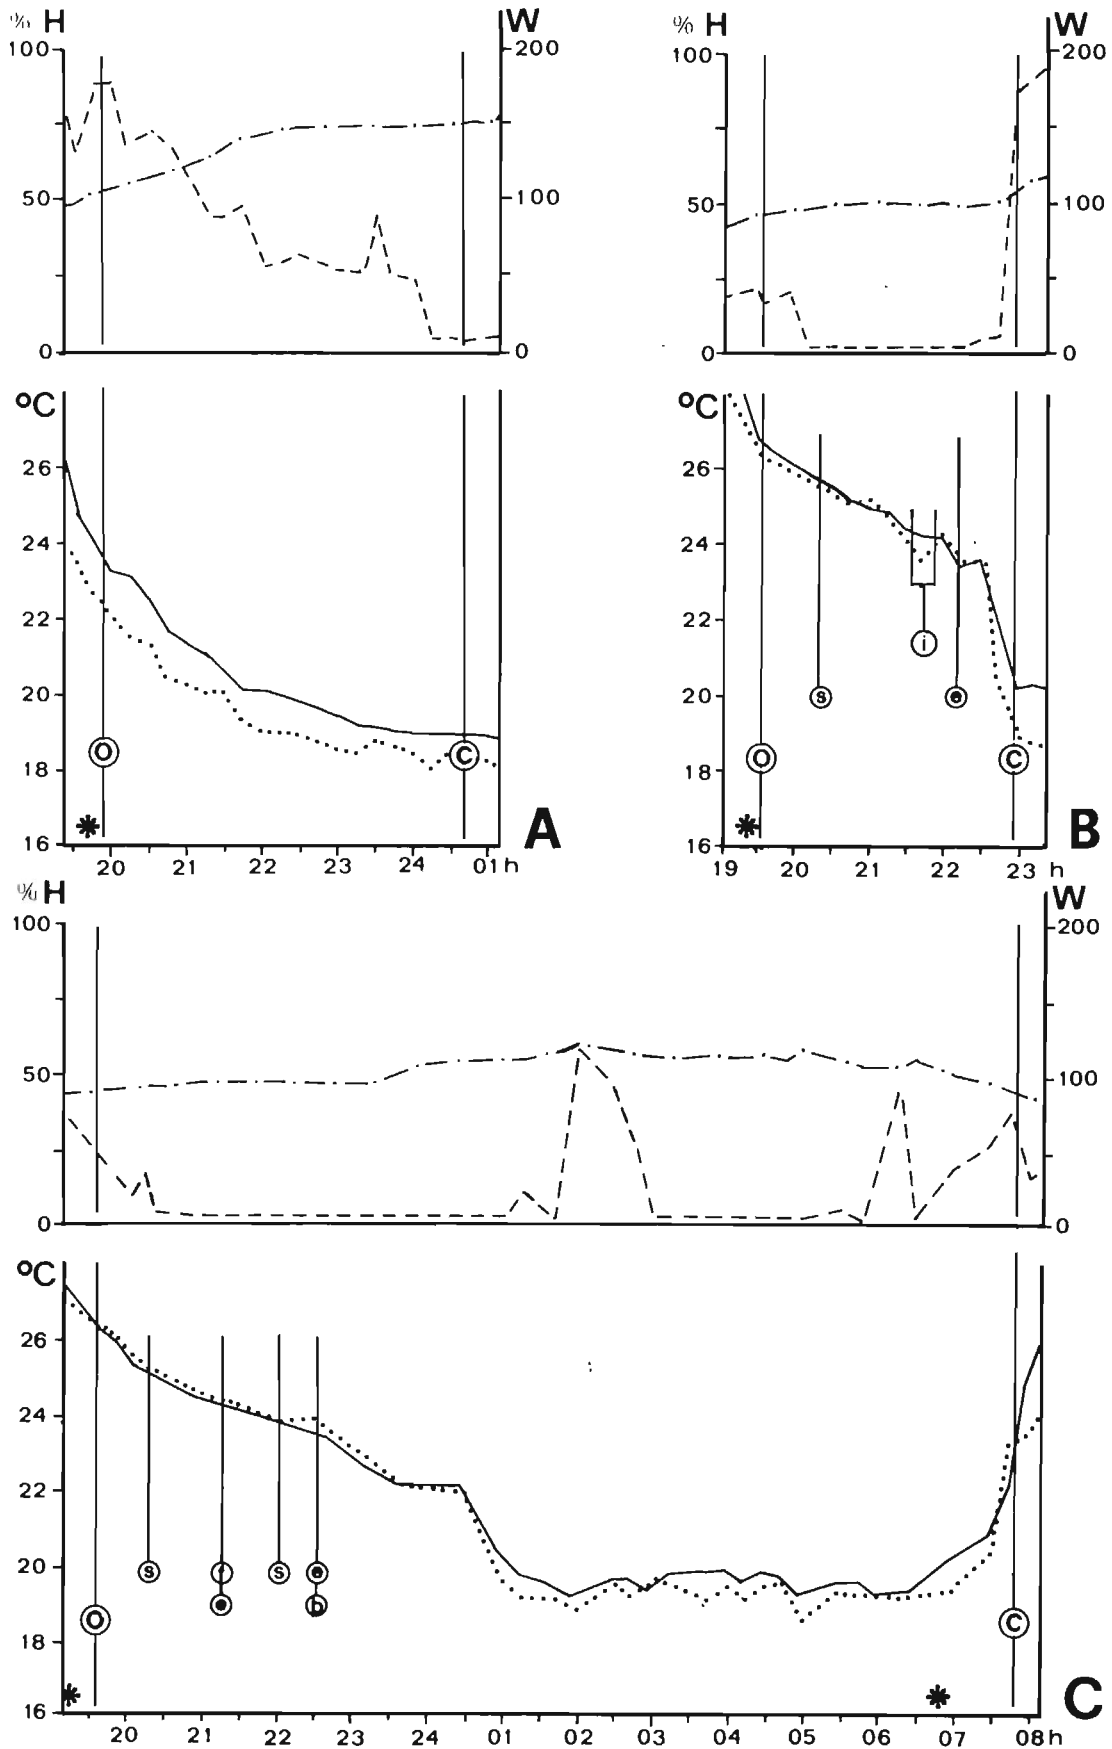 % H W % H W
100 200 100 200
50 100 50 100
0 0 0 0
°C °C
26 26
24 24
22 22
i
20 s e 20
18 O C 18 O C
* A * B
16 16
20 21 22 23 24 01 h 19 20 21 22 23 h
% H W
100 200
50 100
0 0
°C
26
24
22
20 s s e
18 O b C
* * C
16
20 21 22 23 24 01 02 03 04 05 06 07 08 h